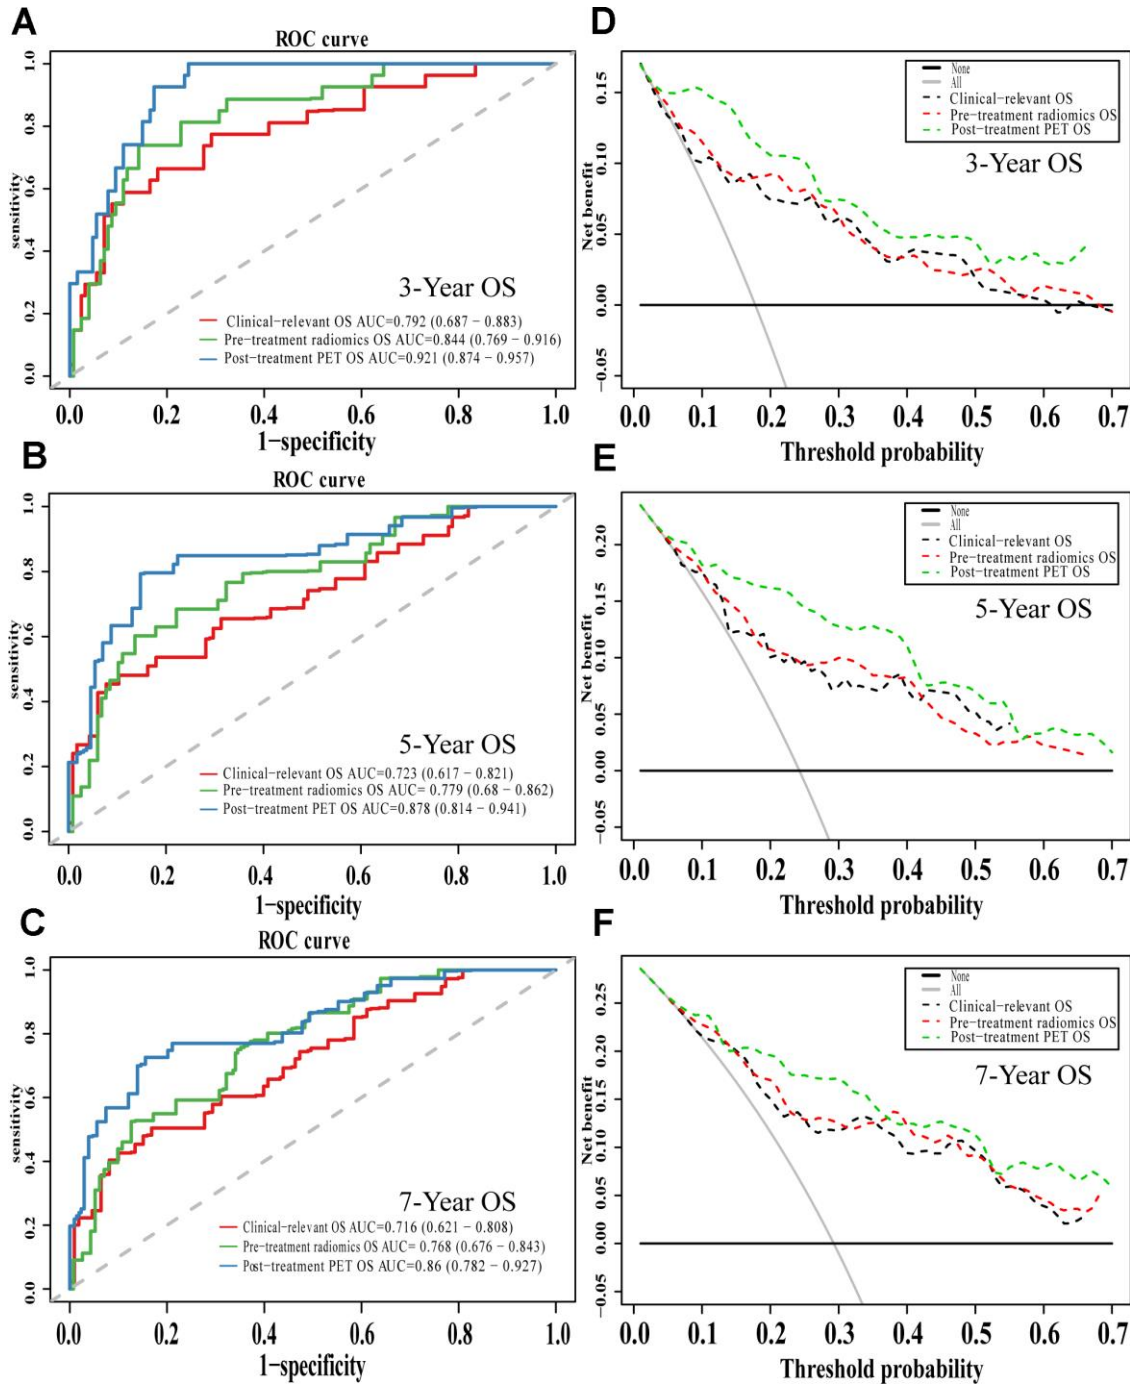 A
ROC curve
sensitivity
1.0
0.8
0.6
0.4
0.2
0.0
3-Year OS
Clinical-relevant OS AUC=0.792 (0.687 − 0.883)
Pre-treatment radiomics OS AUC=0.844 (0.769 − 0.916)
Post-treatment PET OS AUC=0.921 (0.874 − 0.957)
0.0 0.2 0.4 0.6 0.8 1.0
1−specificity
D
Net benefit
0.15
0.10
0.05
0.00
−0.05
None
All
Clinical-relevant OS
Pre-treatment radiomics OS
Post-treatment PET OS
3-Year OS
0.0 0.1 0.2 0.3 0.4 0.5 0.6 0.7
Threshold probability
B
ROC curve
sensitivity
1.0
0.8
0.6
0.4
0.2
0.0
5-Year OS
Clinical-relevant OS AUC=0.723 (0.617 − 0.821)
Pre-treatment radiomics OS AUC= 0.779 (0.68 − 0.862)
Post-treatment PET OS AUC=0.878 (0.814 − 0.941)
0.0 0.2 0.4 0.6 0.8 1.0
1−specificity
E
Net benefit
0.20
0.15
0.10
0.05
0.00
−0.05
None
All
Clinical-relevant OS
Pre-treatment radiomics OS
Post-treatment PET OS
5-Year OS
0.0 0.1 0.2 0.3 0.4 0.5 0.6 0.7
Threshold probability
C
ROC curve
sensitivity
1.0
0.8
0.6
0.4
0.2
0.0
7-Year OS
Clinical-relevant OS AUC=0.716 (0.621 − 0.808)
Pre-treatment radiomics OS AUC= 0.768 (0.676 − 0.843)
Post-treatment PET OS AUC=0.86 (0.782 − 0.927)
0.0 0.2 0.4 0.6 0.8 1.0
1−specificity
F
Net benefit
0.25
0.20
0.15
0.10
0.05
0.00
−0.05
None
All
Clinical-relevant OS
Pre-treatment radiomics OS
Post-treatment PET OS
7-Year OS
0.0 0.1 0.2 0.3 0.4 0.5 0.6 0.7
Threshold probability